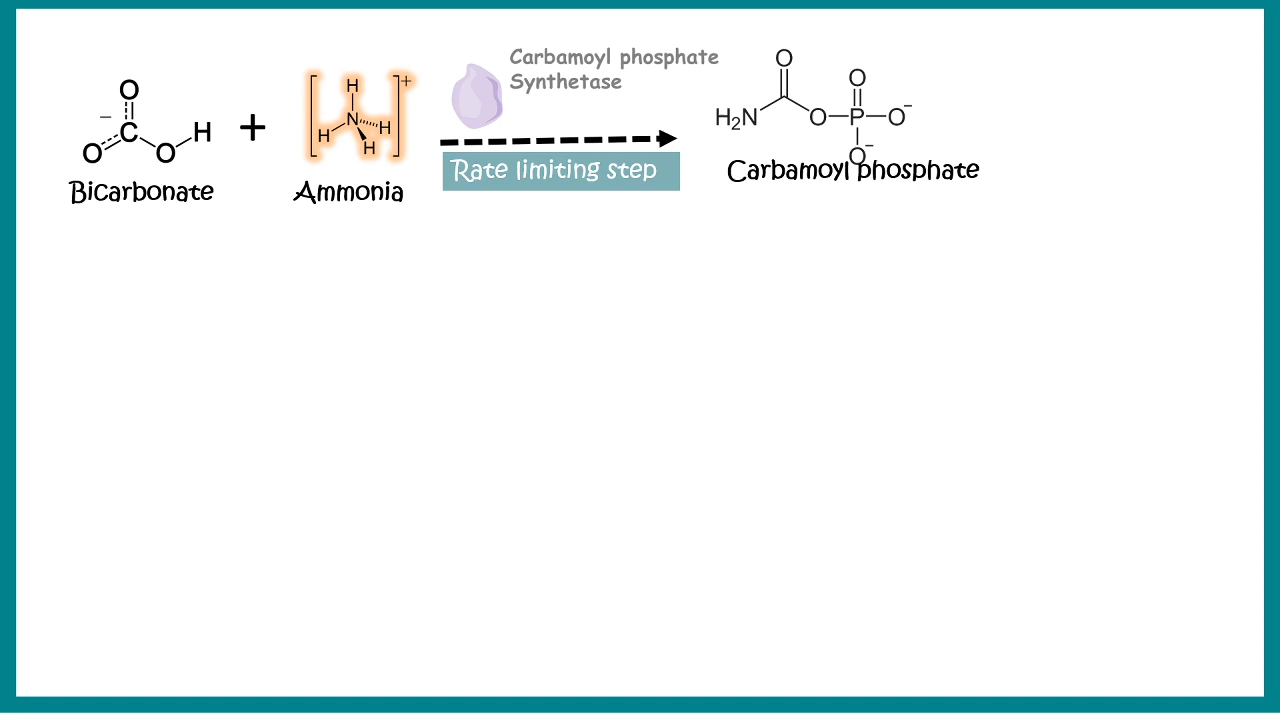 Carbamoyl phosphate
Synthetase
O
− C
O O H
Bicarbonate
+
[ H ]+
N
H H
H
Ammonia
Rate limiting step
O O
H₂N O P O−
O−
Carbamoyl phosphate